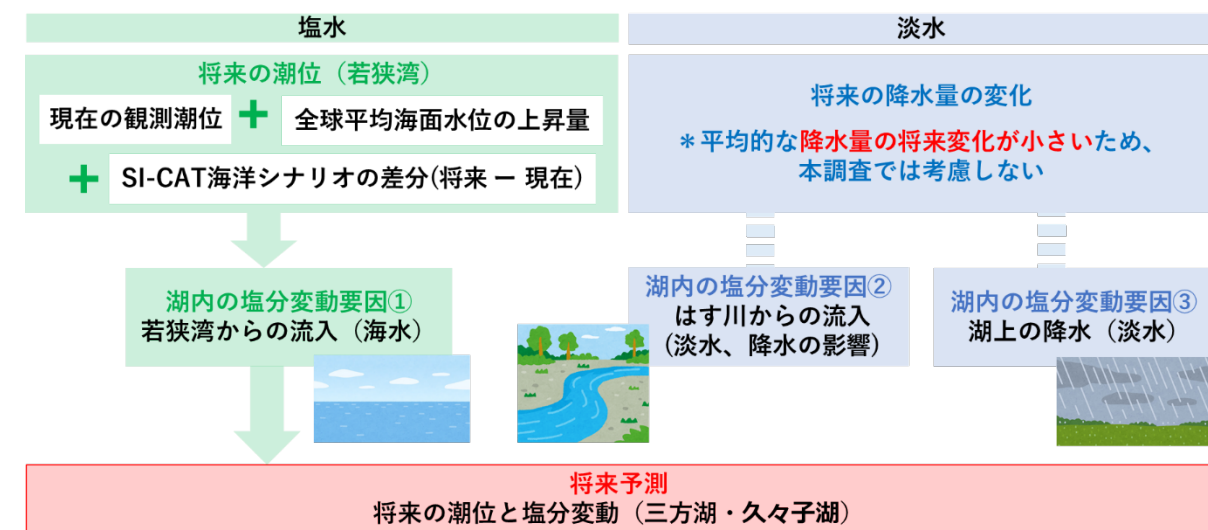 塩水
淡水
将来の潮位（若狭湾）
現在の観測潮位
+
全球平均海面水位の上昇量
+
SI-CAT海洋シナリオの差分(将来 ー 現在)
将来の降水量の変化
＊平均的な降水量の将来変化が小さいため、
本調査では考慮しない
湖内の塩分変動要因①
若狭湾からの流入（海水）
湖内の塩分変動要因②
はす川からの流入
(淡水、降水の影響)
湖内の塩分変動要因③
湖上の降水（淡水）
将来予測
将来の潮位と塩分変動（三方湖・久々子湖）